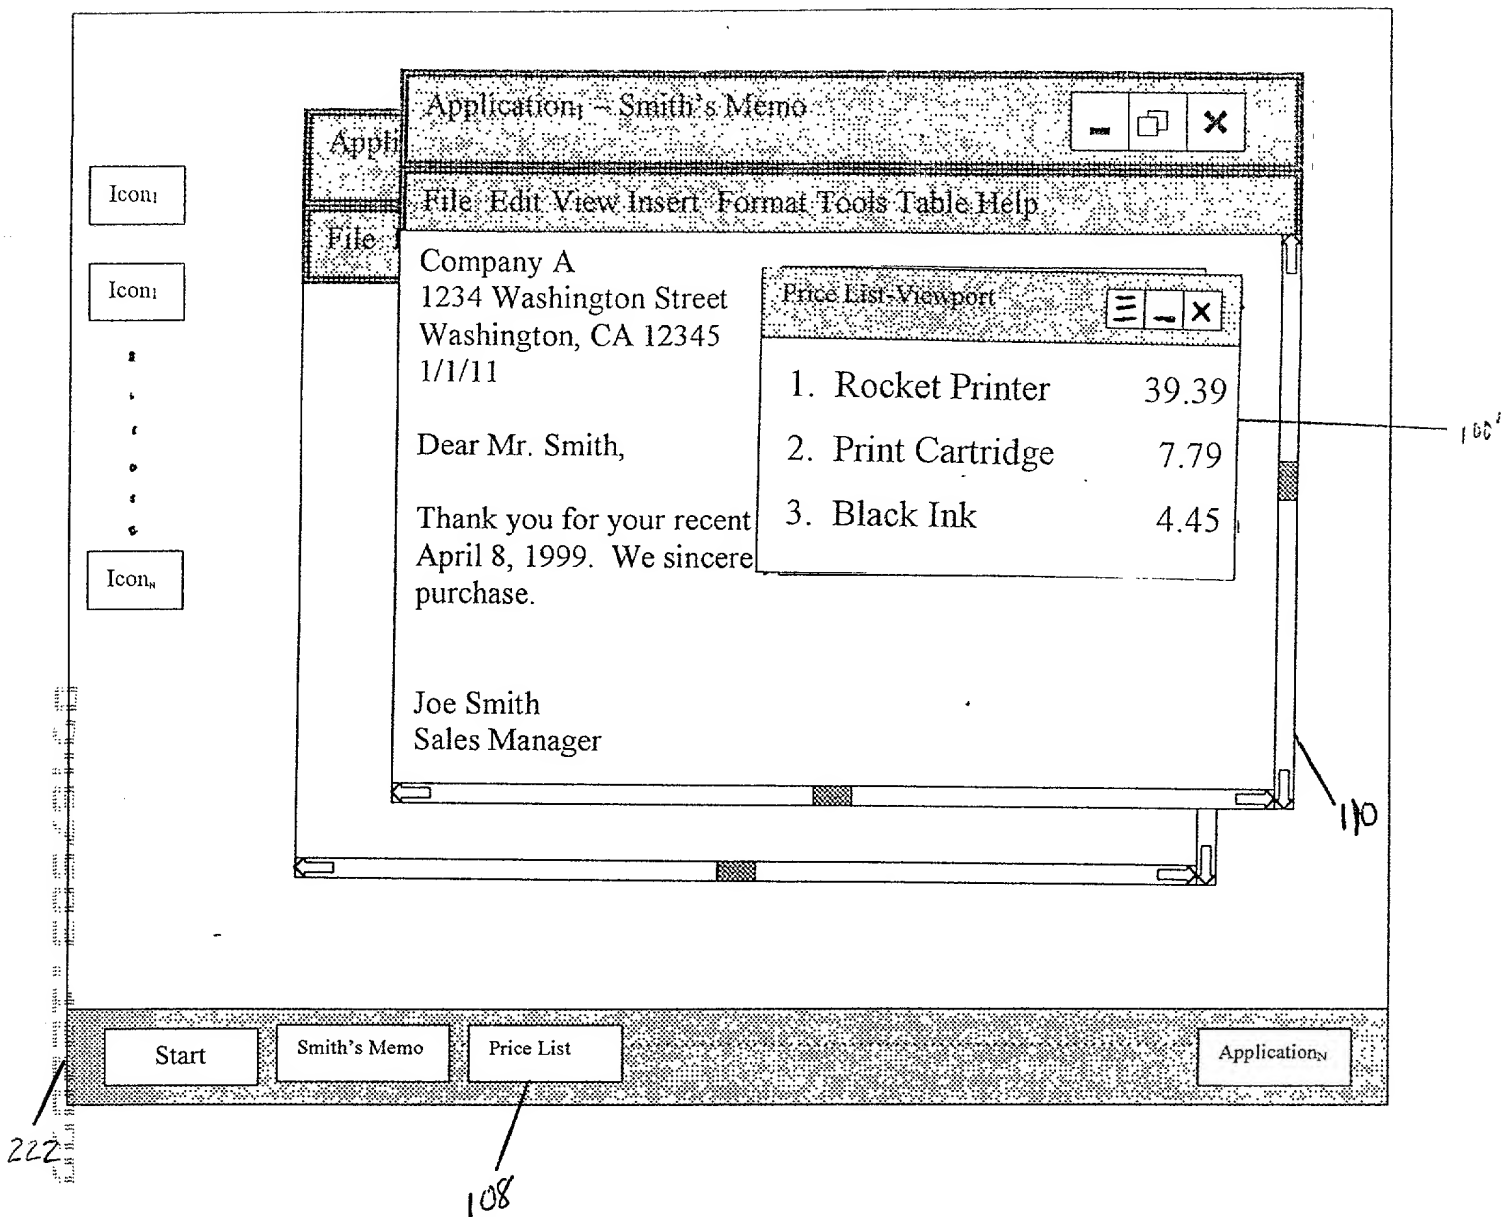 Application₁ – Smith's Memo
Appli
File Edit View Insert Format Tools Table Help
File
Icon₁
Icon₁
Iconₙ
Company A
1234 Washington Street
Washington, CA 12345
1/1/11
Dear Mr. Smith,
Thank you for your recent
April 8, 1999. We sincere
purchase.
Joe Smith
Sales Manager
Price List-Viewport
1. Rocket Printer 39.39
2. Print Cartridge 7.79
3. Black Ink 4.45
100'
110
Start
Smith's Memo
Price List
Applicationₙ
222
108